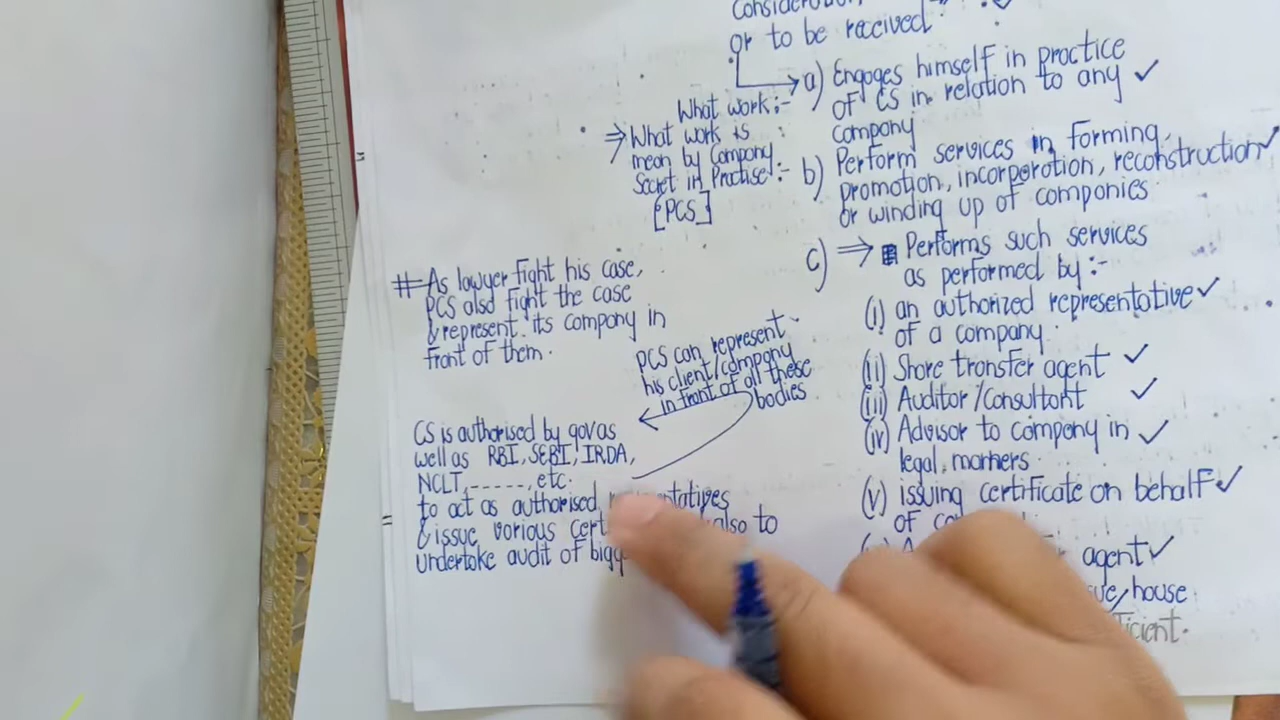 consideration
or to be received
a) Engages himself in practice
of CS in relation to any
company
What work :-
⇒ What work is
mean by Company
Secret in Practise :-
[PCS]
b) Perform services in forming,
promotion, incorporation, reconstruction
or winding up of companies
c) ⇒ Performs such services
as performed by :-
(i) an authorized representative
of a company.
(ii) Share transfer agent
(iii) Auditor/Consultant
(iv) Advisor to company in
legal, marhers
(v) issuing certificate on behalf
of
agent
house
# As lawyer fight his case,
PCS also fight the case
& represent its company in
front of them.
PCS can represent
his client/company
in front of all these
bodies
CS is authorised by gov as
well as RBI, SEBI, IRDA,
NCLT, -----, etc.
to act as authorised
& issue various also to
undertake audit of